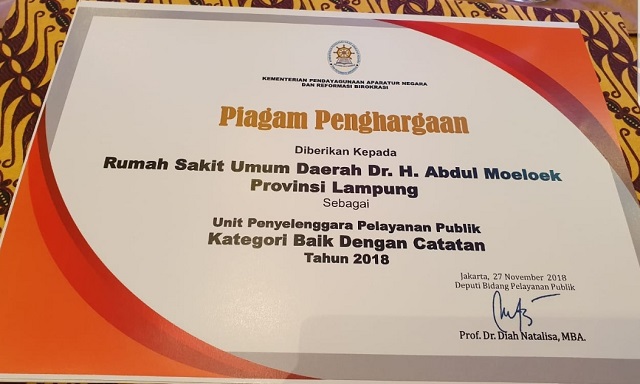 KEMENTERIAN PENDAYAGUNAAN APARATUR NEGARA
DAN REFORMASI BIROKRASI
Piagam Penghargaan
Diberikan Kepada
Rumah Sakit Umum Daerah Dr. H. Abdul Moeloek
Provinsi Lampung
Sebagai
Unit Penyelenggara Pelayanan Publik
Kategori Baik Dengan Catatan
Tahun 2018
Jakarta, 27 November 2018
Deputi Bidang Pelayanan Publik
Prof. Dr. Diah Natalisa, MBA.